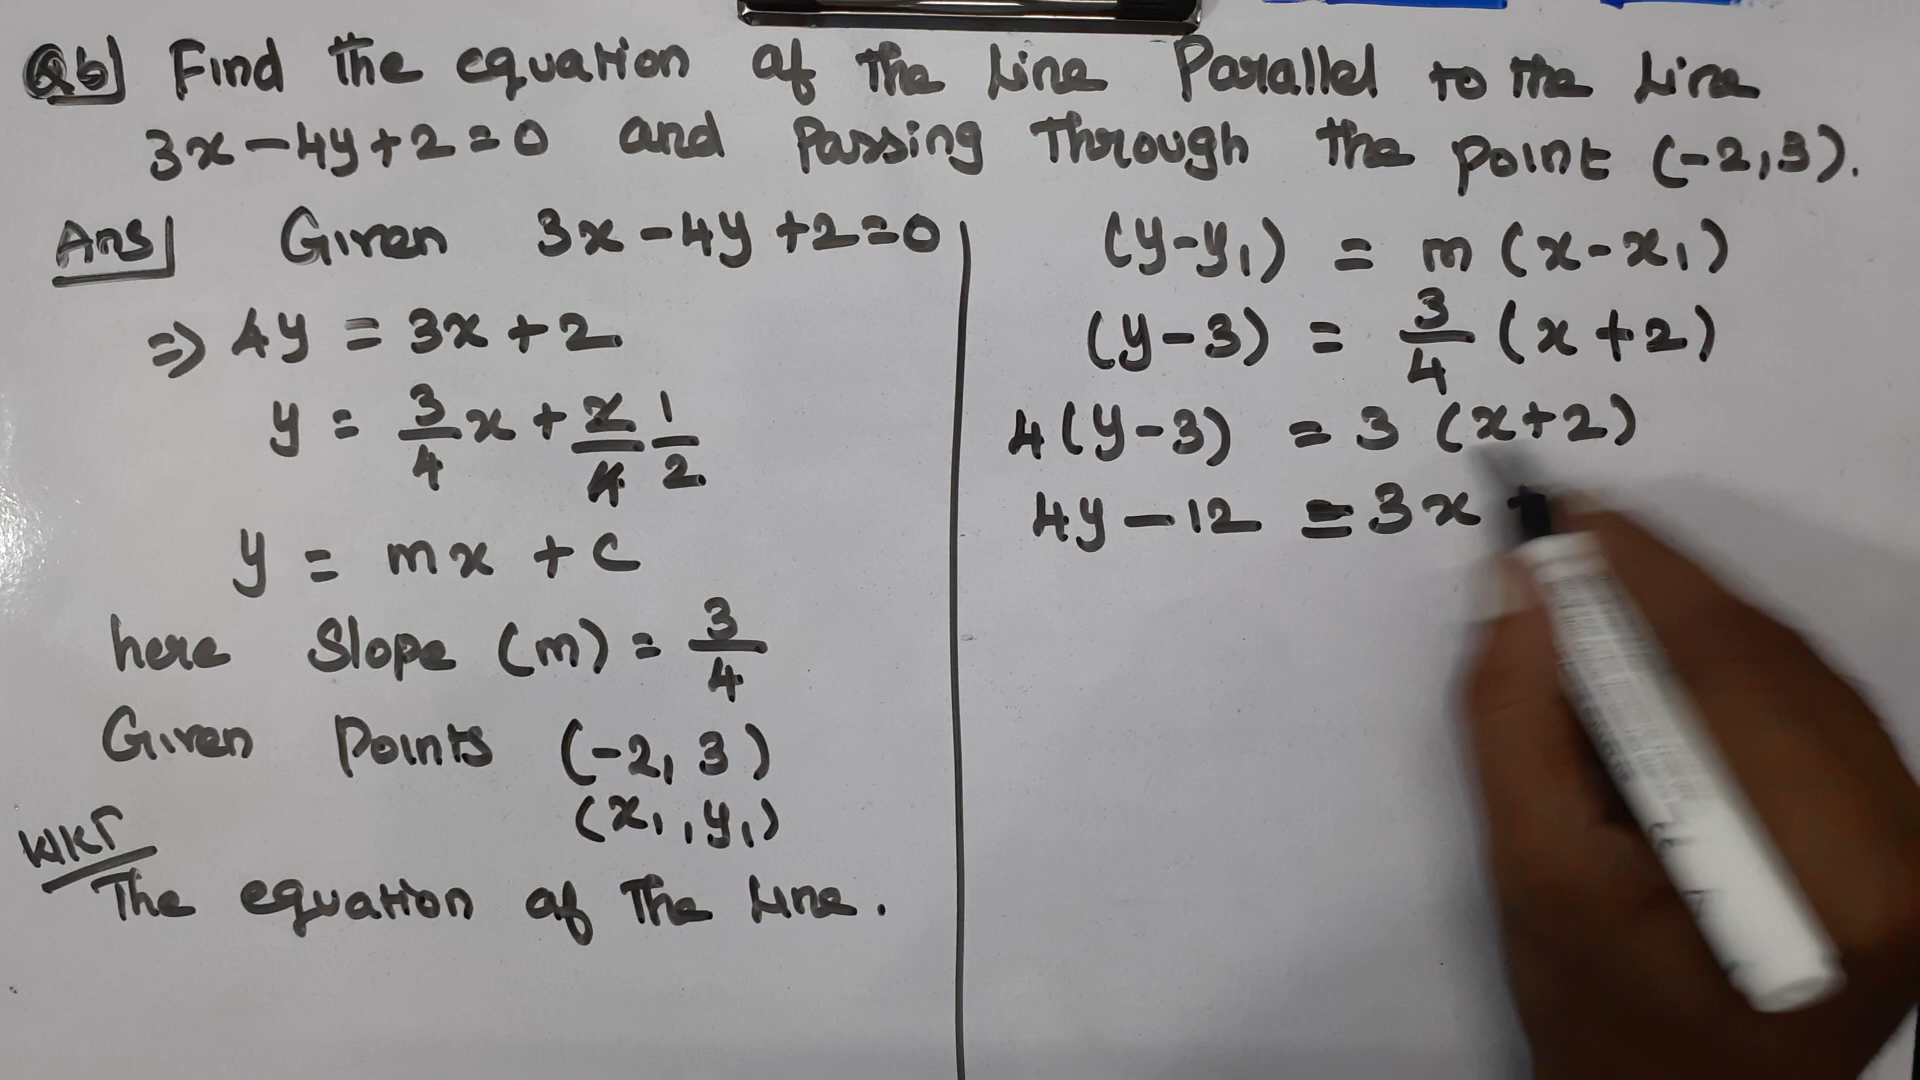 Q6] Find the equation of the Line Parallel to the Line
3x-4y+2=0 and Passing Through the point (-2,3).
Ans] Given 3x-4y+2=0
=> 4y = 3x+2
y = 3/4 x + 2/4 1/2
y = mx + c
here Slope (m) = 3/4
Given Points (-2, 3)
(x₁, y₁)
WKT
The equation of The Line.
(y-y₁) = m (x-x₁)
(y-3) = 3/4 (x+2)
4(y-3) = 3 (x+2)
4y-12 = 3x +